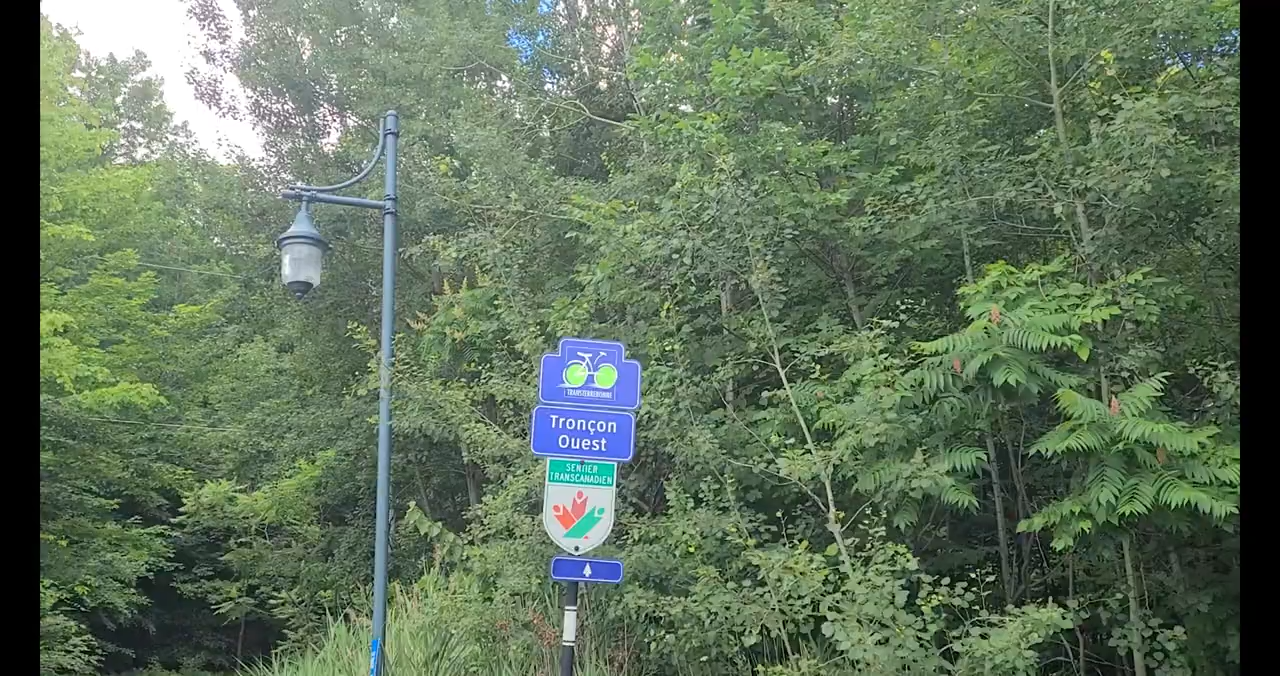 TRANSTERREBONNE
Tronçon
Ouest
SENTIER
TRANSCANADIEN